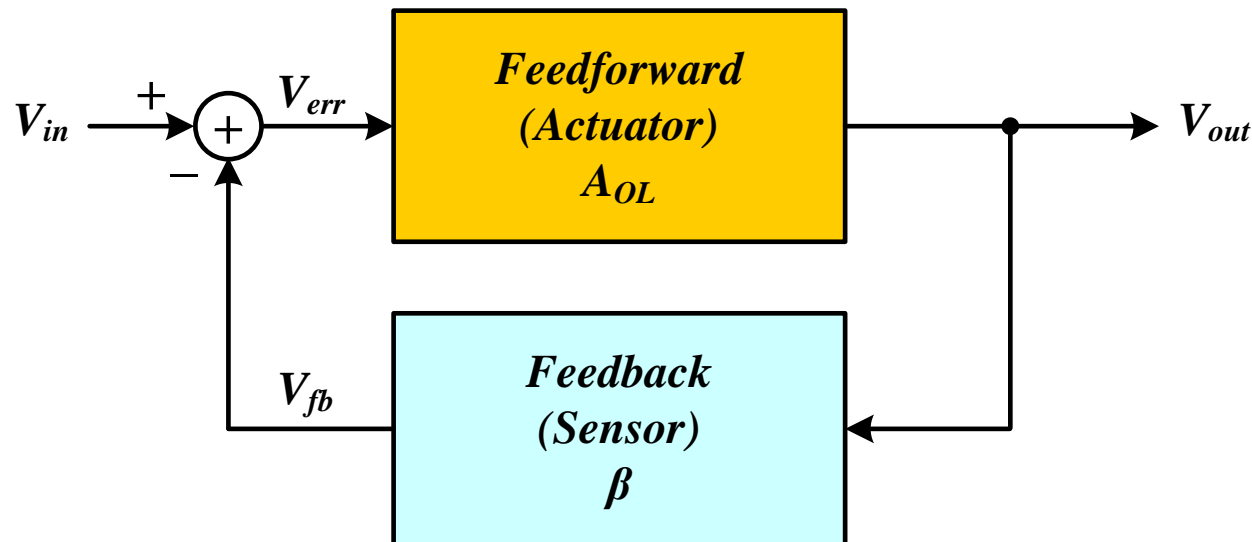 V_in
+
+
−
V_err
Feedforward
(Actuator)
A_OL
V_out
V_fb
Feedback
(Sensor)
β